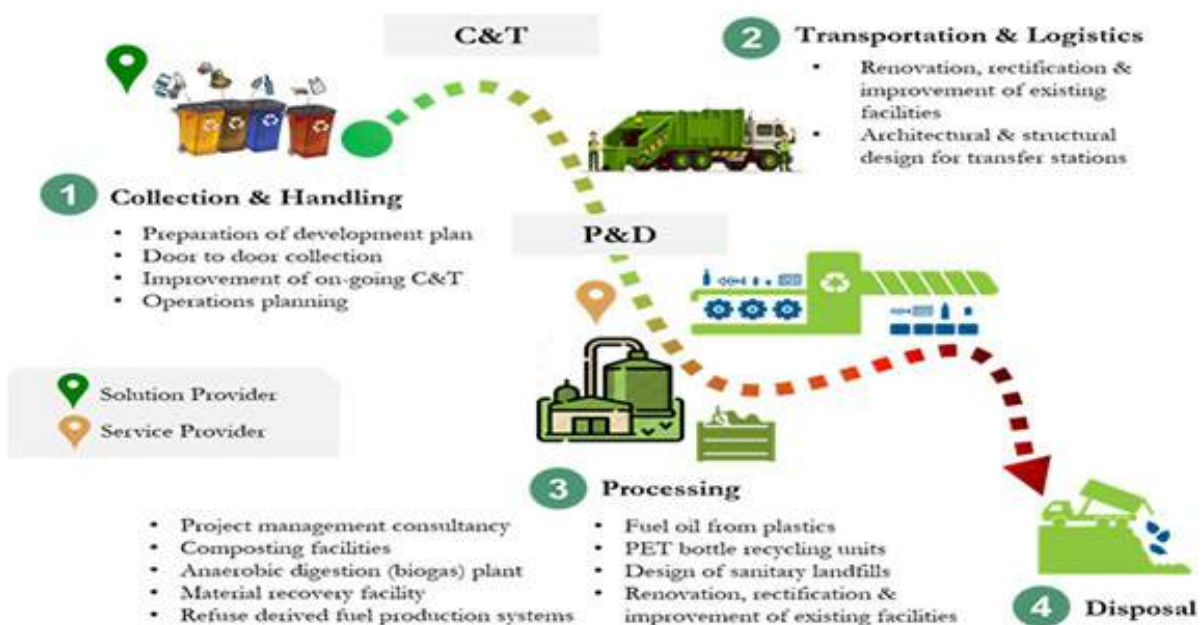 C&T
2 Transportation & Logistics
• Renovation, rectification &
improvement of existing
facilities
• Architectural & structural
design for transfer stations
1 Collection & Handling
• Preparation of development plan
• Door to door collection
• Improvement of on-going C&T
• Operations planning
P&D
Solution Provider
Service Provider
3 Processing
• Project management consultancy
• Composting facilities
• Anaerobic digestion (biogas) plant
• Material recovery facility
• Refuse derived fuel production systems
• Fuel oil from plastics
• PET bottle recycling units
• Design of sanitary landfills
• Renovation, rectification &
improvement of existing facilities
4 Disposal